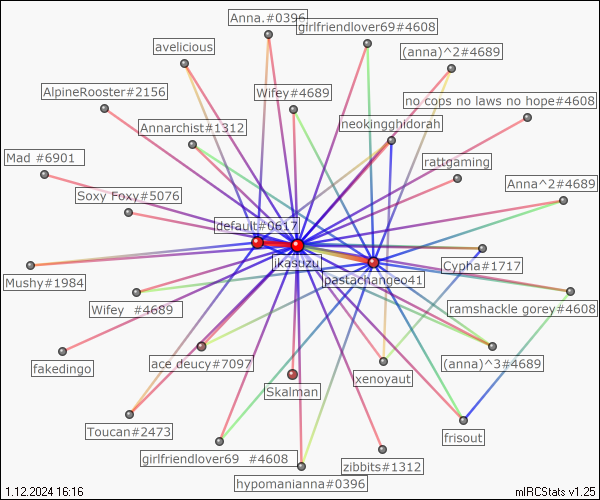 Anna.#0396
girlfriendlover69#4608
avelicious
(anna)^2#4689
AlpineRooster#2156
Wifey#4689
no cops no laws no hope#4608
Annarchist#1312
neokingghidorah
Mad #6901
rattgaming
Soxy Foxy#5076
Anna^2#4689
default#0617
ikasuzu
Cypha#1717
pastachangeo41
Mushy#1984
Wifey #4689
ramshackle gorey#4608
fakedingo
ace deucy#7097
(anna)^3#4689
xenoyaut
Skalman
Toucan#2473
frisout
girlfriendlover69 #4608
zibbits#1312
hypomanianna#0396
1.12.2024 16:16
mIRCStats v1.25